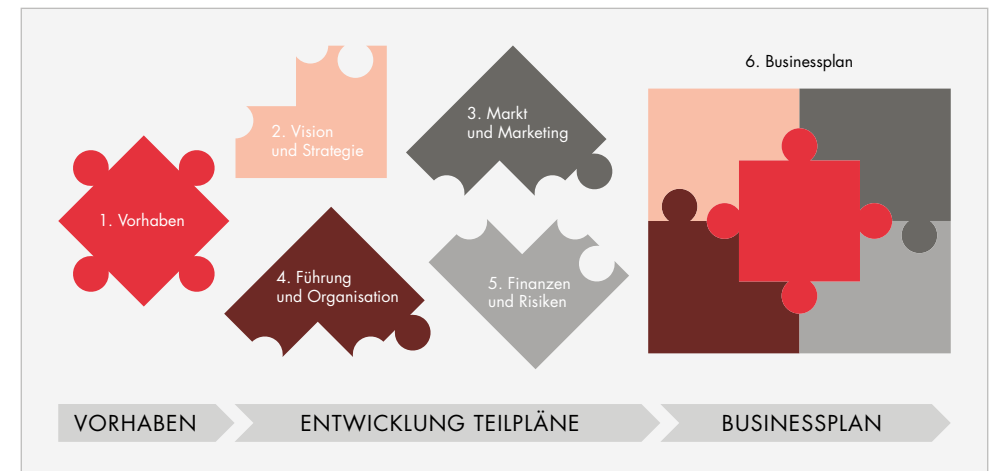 1. Vorhaben
2. Vision
und Strategie
3. Markt
und Marketing
4. Führung
und Organisation
5. Finanzen
und Risiken
6. Businessplan
VORHABEN
ENTWICKLUNG TEILPLÄNE
BUSINESSPLAN